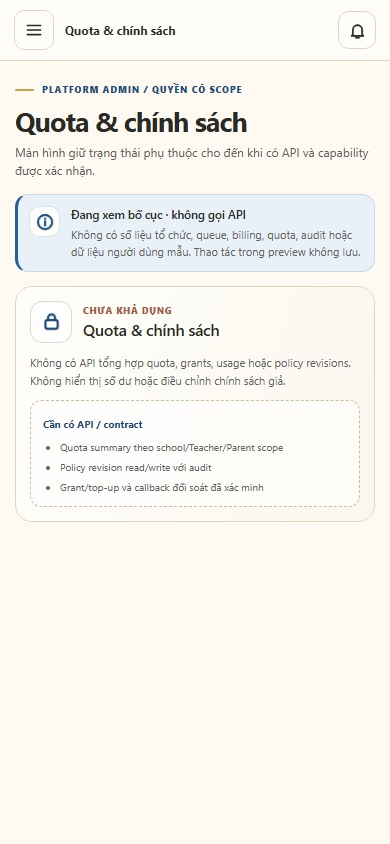 Quota & chính sách
PLATFORM ADMIN / QUYỀN CÓ SCOPE
Quota & chính sách
Màn hình giữ trạng thái phụ thuộc cho đến khi có API và capability
được xác nhận.
Đang xem bố cục · không gọi API
Không có số liệu tổ chức, queue, billing, quota, audit hoặc
dữ liệu người dùng mẫu. Thao tác trong preview không lưu.
CHƯA KHẢ DỤNG
Quota & chính sách
Không có API tổng hợp quota, grants, usage hoặc policy revisions.
Không hiển thị số dư hoặc điều chỉnh chính sách giả.
Cần có API / contract
Quota summary theo school/Teacher/Parent scope
Policy revision read/write với audit
Grant/top-up và callback đối soát đã xác minh